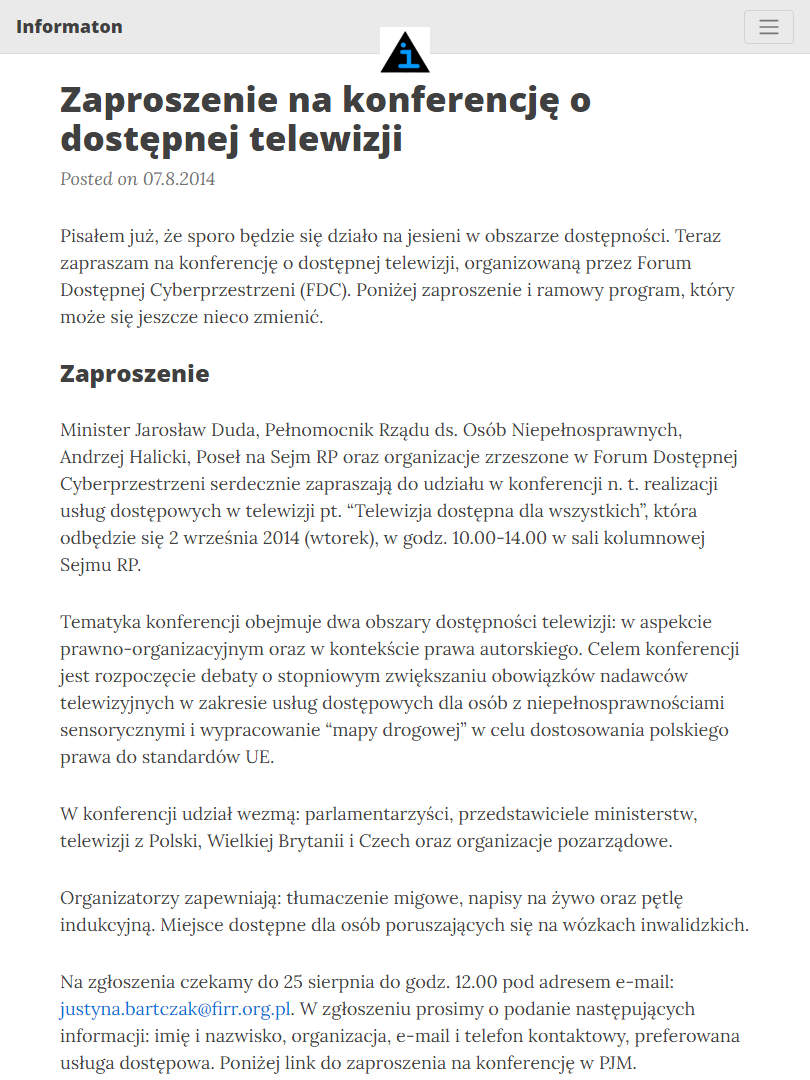 Informaton
i
Zaproszenie na konferencję o
dostępnej telewizji
Posted on 07.8.2014
Pisałem już, że sporo będzie się działo na jesieni w obszarze dostępności. Teraz
zapraszam na konferencję o dostępnej telewizji, organizowaną przez Forum
Dostępnej Cyberprzestrzeni (FDC). Poniżej zaproszenie i ramowy program, który
może się jeszcze nieco zmienić.
Zaproszenie
Minister Jarosław Duda, Pełnomocnik Rządu ds. Osób Niepełnosprawnych,
Andrzej Halicki, Poseł na Sejm RP oraz organizacje zrzeszone w Forum Dostępnej
Cyberprzestrzeni serdecznie zapraszają do udziału w konferencji n. t. realizacji
usług dostępowych w telewizji pt. “Telewizja dostępna dla wszystkich”, która
odbędzie się 2 września 2014 (wtorek), w godz. 10.00-14.00 w sali kolumnowej
Sejmu RP.
Tematyka konferencji obejmuje dwa obszary dostępności telewizji: w aspekcie
prawno-organizacyjnym oraz w kontekście prawa autorskiego. Celem konferencji
jest rozpoczęcie debaty o stopniowym zwiększaniu obowiązków nadawców
telewizyjnych w zakresie usług dostępowych dla osób z niepełnosprawnościami
sensorycznymi i wypracowanie “mapy drogowej” w celu dostosowania polskiego
prawa do standardów UE.
W konferencji udział wezmą: parlamentarzyści, przedstawiciele ministerstw,
telewizji z Polski, Wielkiej Brytanii i Czech oraz organizacje pozarządowe.
Organizatorzy zapewniają: tłumaczenie migowe, napisy na żywo oraz pętlę
indukcyjną. Miejsce dostępne dla osób poruszających się na wózkach inwalidzkich.
Na zgłoszenia czekamy do 25 sierpnia do godz. 12.00 pod adresem e-mail:
justyna.bartczak@firr.org.pl. W zgłoszeniu prosimy o podanie następujących
informacji: imię i nazwisko, organizacja, e-mail i telefon kontaktowy, preferowana
usługa dostępowa. Poniżej link do zaproszenia na konferencję w PJM.